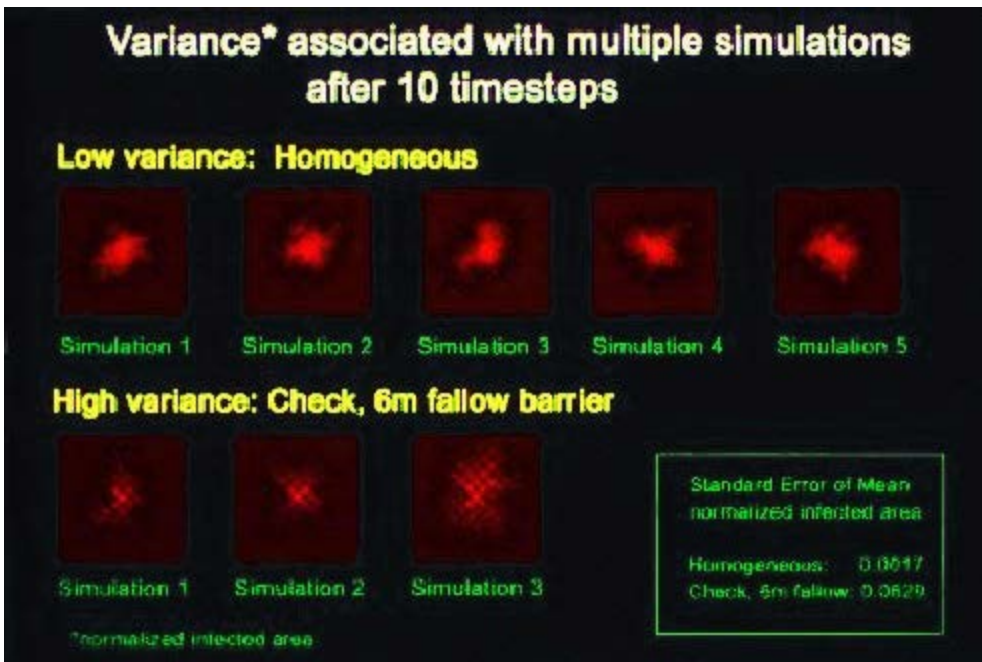 Variance* associated with multiple simulations
after 10 timesteps
Low variance: Homogeneous
Simulation 1 Simulation 2 Simulation 3 Simulation 4 Simulation 5
High variance: Check, 6m fallow barrier
Simulation 1 Simulation 2 Simulation 3
Standard Error of Mean
normalized infected area
Homogeneous:
Check, 6m fallow: 0.0629
*normalized infected area